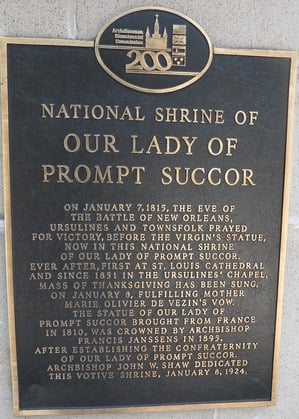 Archdiocesan
Bicentennial
Commission
200
NATIONAL SHRINE OF
OUR LADY OF
PROMPT SUCCOR
ON JANUARY 7, 1815, THE EVE OF
THE BATTLE OF NEW ORLEANS,
URSULINES AND TOWNSFOLK PRAYED
FOR VICTORY, BEFORE THE VIRGIN'S STATUE,
NOW IN THIS NATIONAL SHRINE
OF OUR LADY OF PROMPT SUCCOR.
EVER AFTER, FIRST AT ST. LOUIS CATHEDRAL
AND SINCE 1851 IN THE URSULINES' CHAPEL,
MASS OF THANKSGIVING HAS BEEN SUNG,
ON JANUARY 8, FULFILLING MOTHER
MARIE OLIVIER DE VEZIN'S VOW.
THE STATUE OF OUR LADY OF
PROMPT SUCCOR BROUGHT FROM FRANCE
IN 1810, WAS CROWNED BY ARCHBISHOP
FRANCIS JANSSENS IN 1895,
AFTER ESTABLISHING THE CONFRATERNITY
OF OUR LADY OF PROMPT SUCCOR.
ARCHBISHOP JOHN W. SHAW DEDICATED
THIS VOTIVE SHRINE, JANUARY 8, 1924.